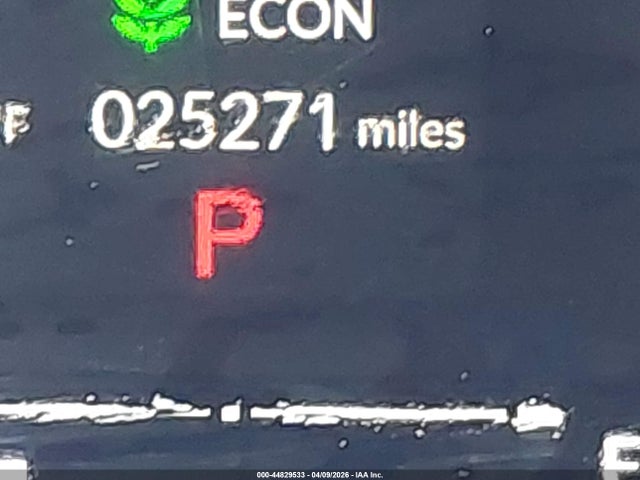 ECON
°F 025271 miles
P
F
000-44829533 - 04/09/2026 - IAA Inc.